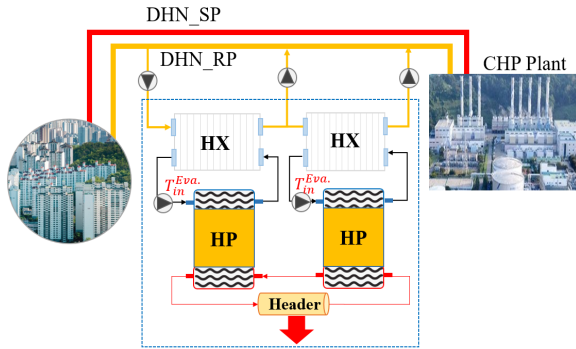 DHN_SP
DHN_RP
CHP Plant
HX
HX
T_in^Eva.
T_in^Eva.
HP
HP
Header